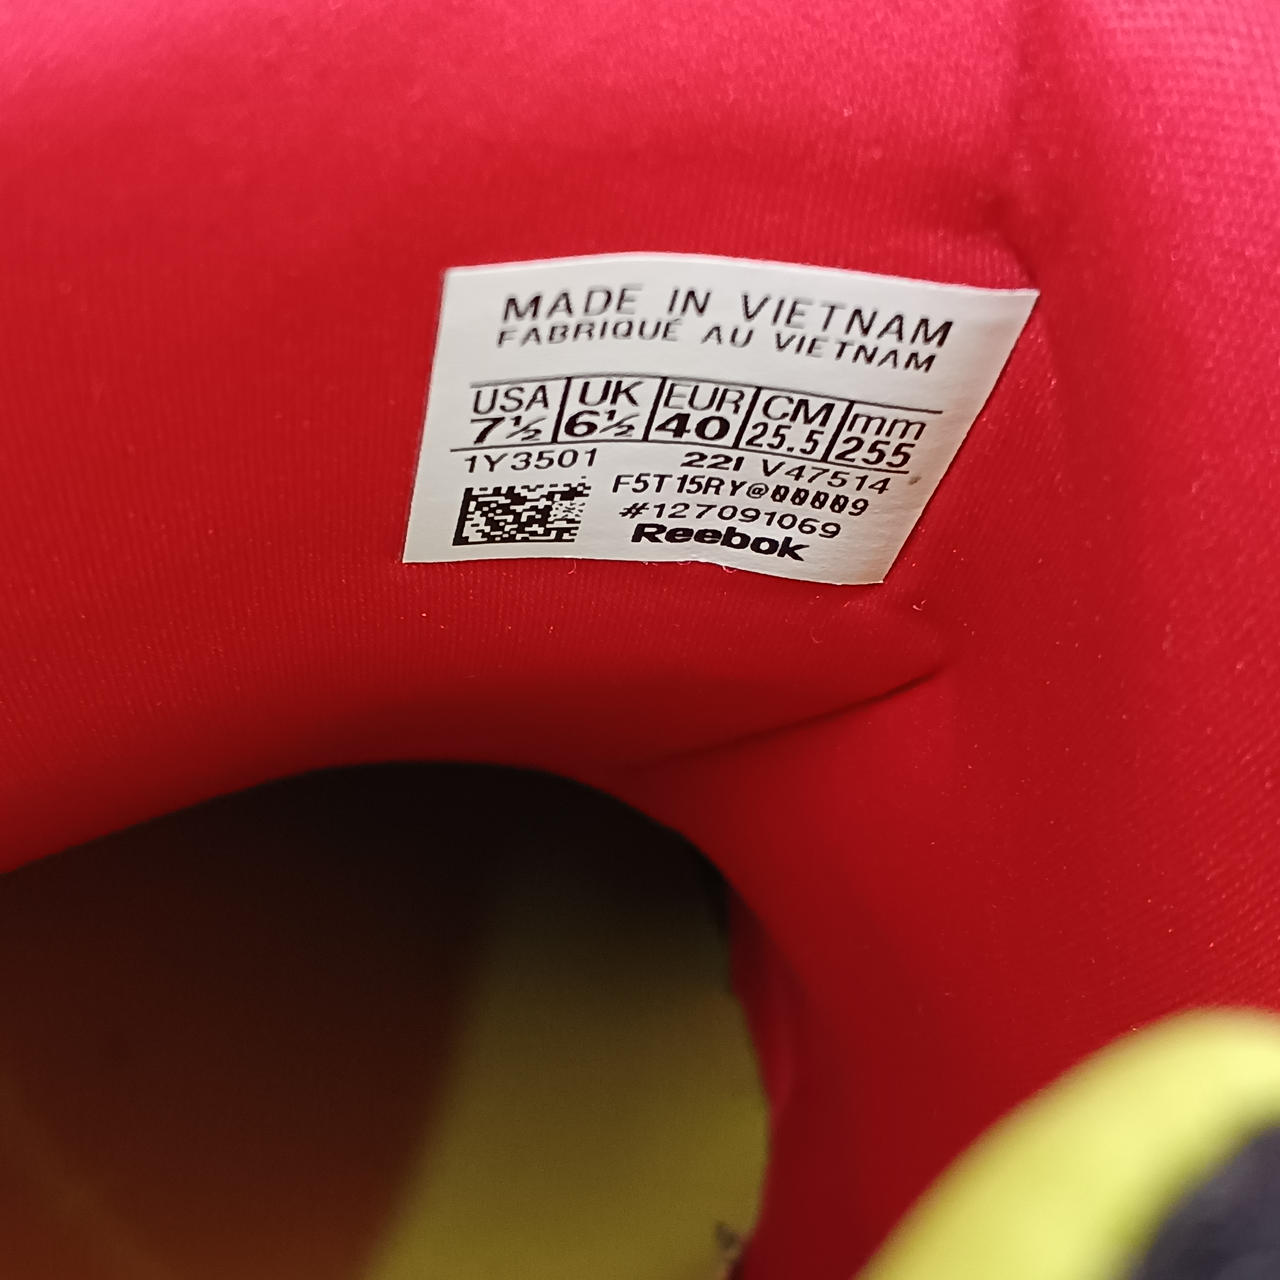 MADE IN VIETNAM
FABRIQUÉ AU VIETNAM
USA UK EUR CM mm
7½ 6½ 40 25.5 255
1Y3501 22I V47514
F5T15RY@00009
#127091069
Reebok